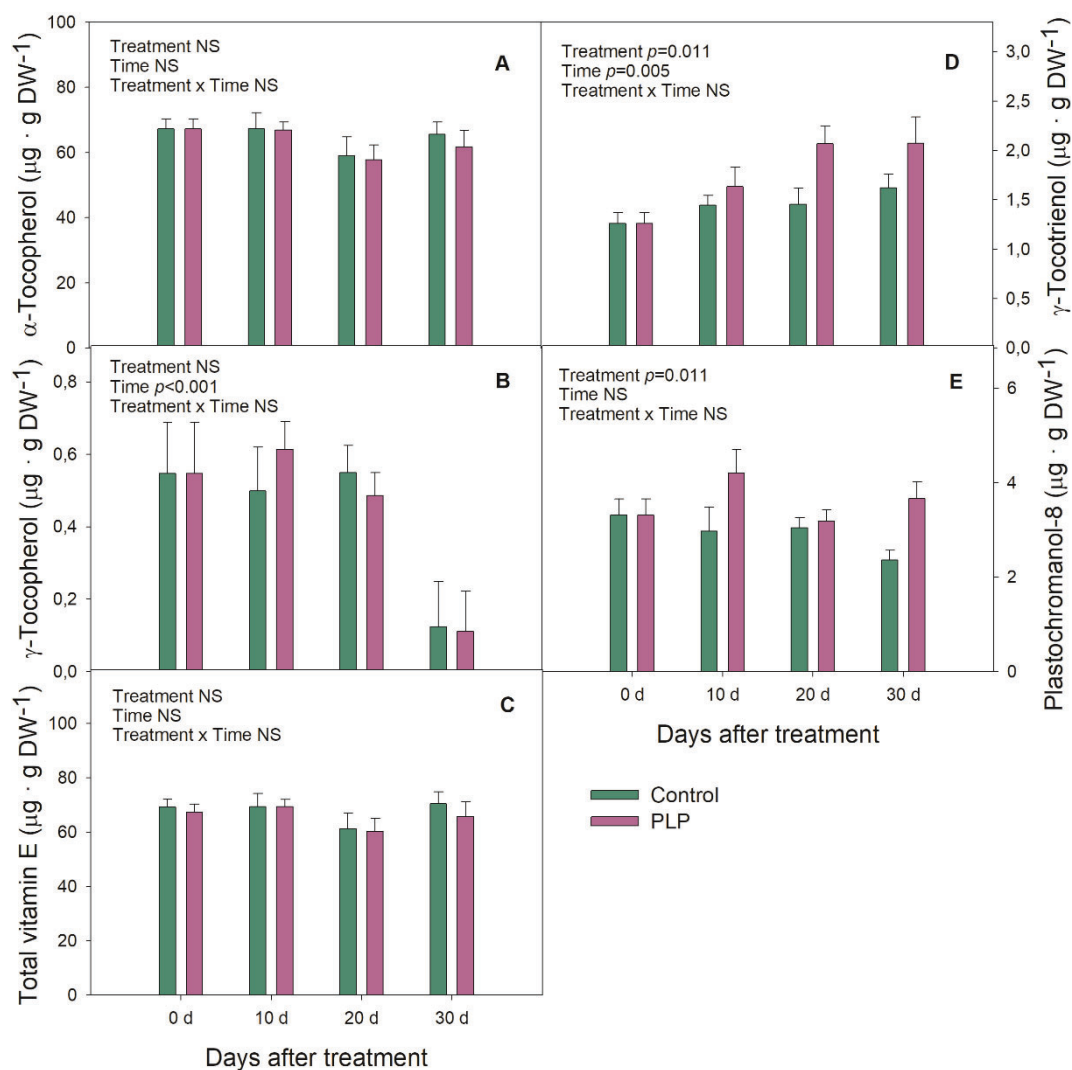 100
80
60
40
20
0
α-Tocopherol (μg · g DW-1)
Treatment NS
Time NS
Treatment x Time NS
A
Treatment p=0.011
Time p=0.005
Treatment x Time NS
D
3,0
2,5
2,0
1,5
1,0
0,5
0,0
γ-Tocotrienol (μg · g DW-1)
0,8
0,6
0,4
0,2
0,0
γ-Tocopherol (μg · g DW-1)
Treatment NS
Time p<0.001
Treatment x Time NS
B
Treatment p=0.011
Time NS
Treatment x Time NS
E
6
4
2
0
Plastochromanol-8 (μg · g DW-1)
0 d
10 d
20 d
30 d
Days after treatment
100
80
60
40
20
0
Total vitamin E (μg · g DW-1)
Treatment NS
Time NS
Treatment x Time NS
C
0 d
10 d
20 d
30 d
Days after treatment
Control
PLP